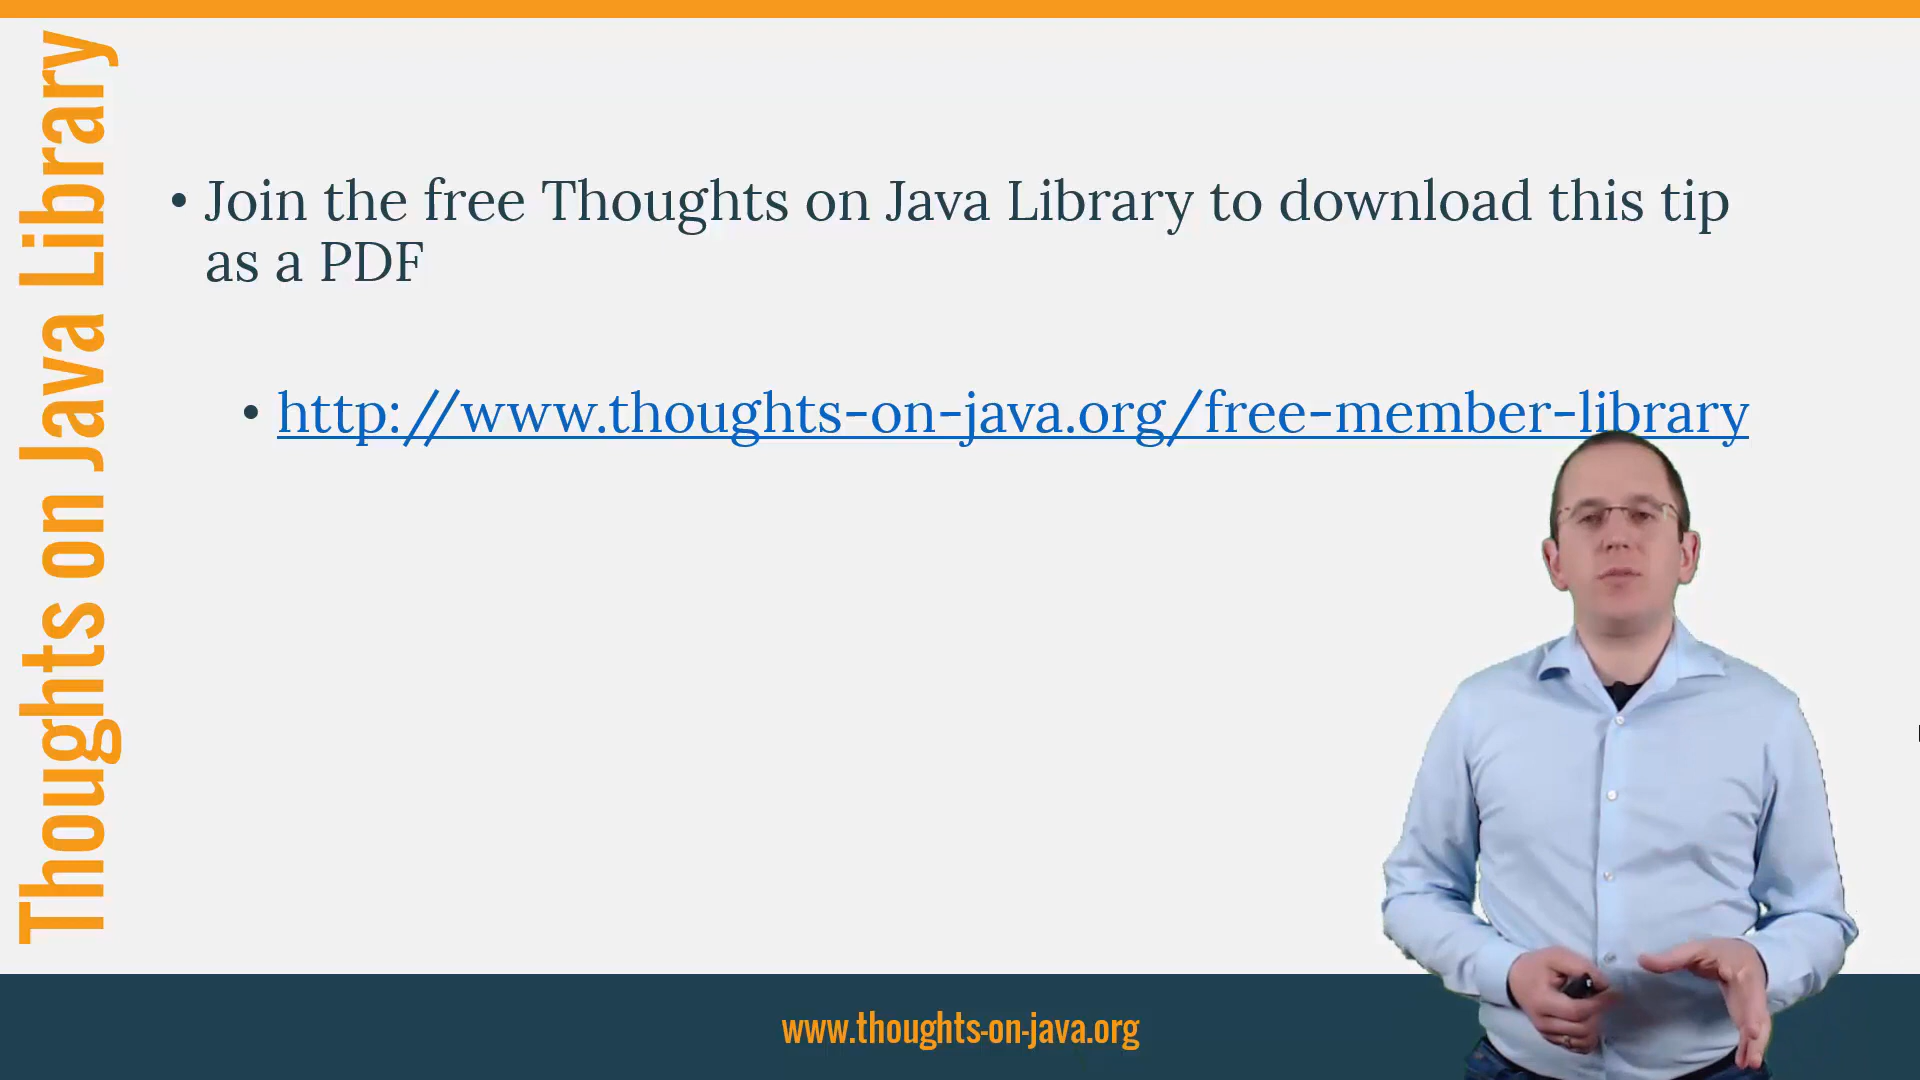 Thoughts on Java Library
• Join the free Thoughts on Java Library to download this tip
as a PDF
• http://www.thoughts-on-java.org/free-member-library
www.thoughts-on-java.org